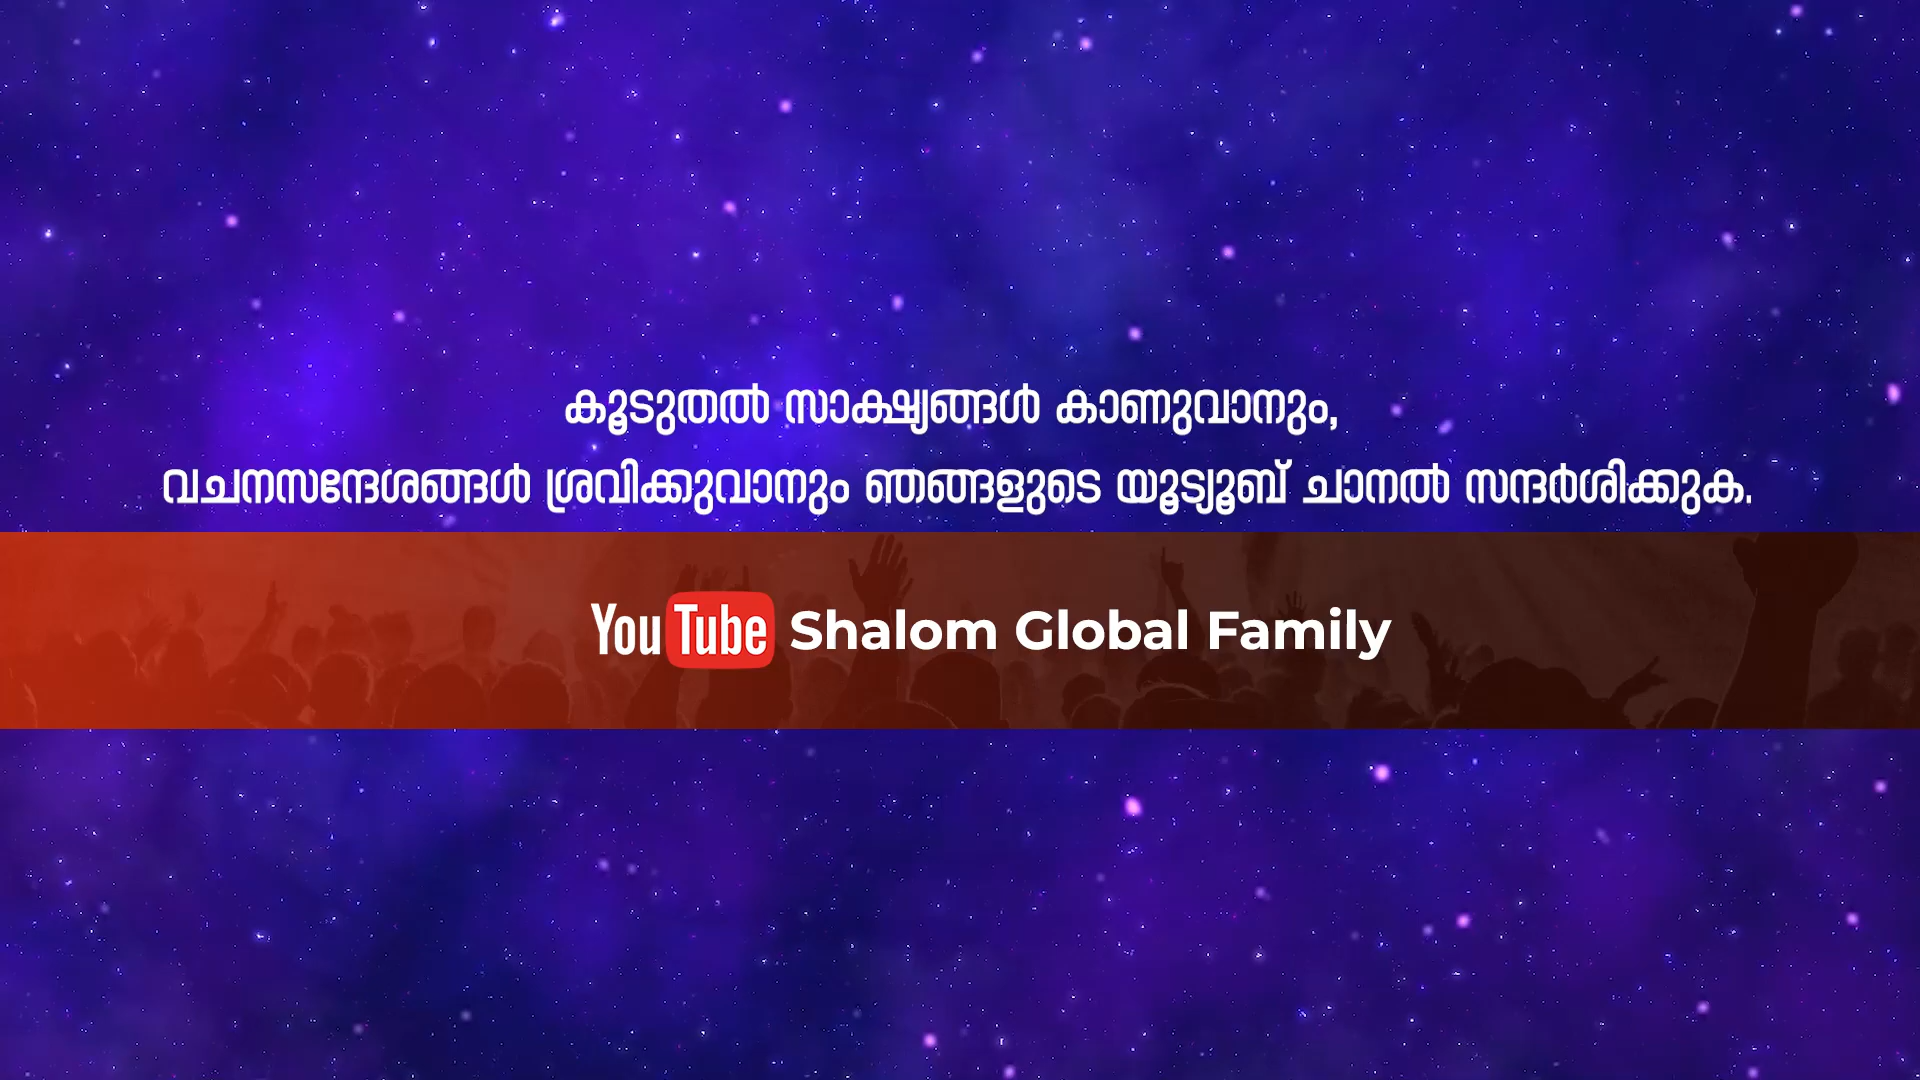 കൂടുതൽ സാക്ഷ്യങ്ങൾ കാണുവാനും,
വചനസന്ദേശങ്ങൾ ശ്രവിക്കുവാനും ഞങ്ങളുടെ യൂട്യൂബ് ചാനൽ സന്ദർശിക്കുക.
YouTube Shalom Global Family